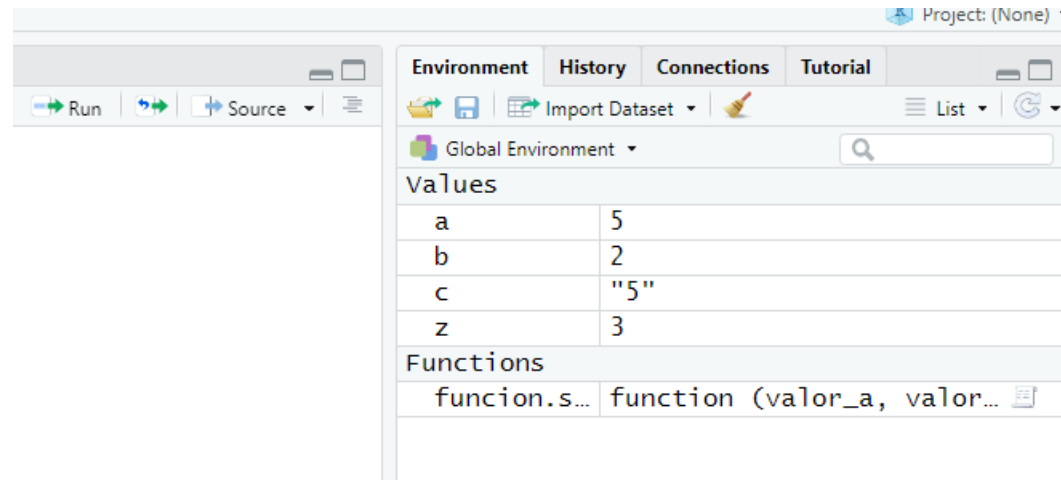 Project: (None)
Environment History Connections Tutorial
Run Source Import Dataset List
Global Environment
Values
a 5
b 2
c "5"
z 3
Functions
funcion.s... function (valor_a, valor...